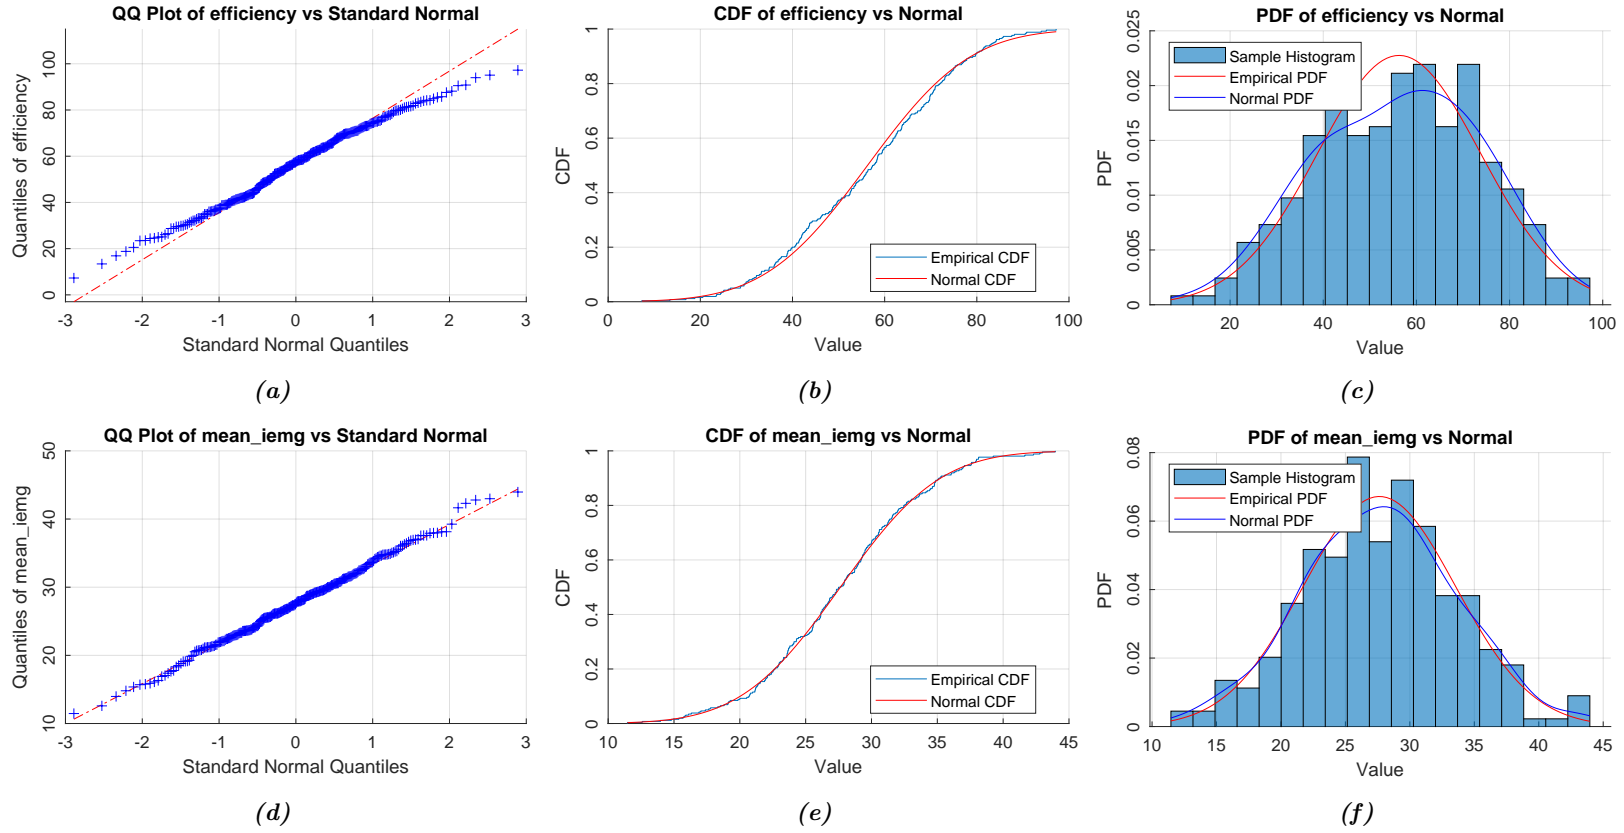 QQ Plot of efficiency vs Standard Normal
Quantiles of efficiency
100
80
60
40
20
0
-3 -2 -1 0 1 2 3
Standard Normal Quantiles
(a)
CDF of efficiency vs Normal
CDF
1
0.8
0.6
0.4
0.2
0
Empirical CDF
Normal CDF
0 20 40 60 80 100
Value
(b)
PDF of efficiency vs Normal
PDF
0.025
0.02
0.015
0.01
0.005
0
Sample Histogram
Empirical PDF
Normal PDF
20 40 60 80 100
Value
(c)
QQ Plot of mean_iemg vs Standard Normal
Quantiles of mean_iemg
50
40
30
20
10
-3 -2 -1 0 1 2 3
Standard Normal Quantiles
(d)
CDF of mean_iemg vs Normal
CDF
1
0.8
0.6
0.4
0.2
0
Empirical CDF
Normal CDF
10 15 20 25 30 35 40 45
Value
(e)
PDF of mean_iemg vs Normal
PDF
0.08
0.06
0.04
0.02
0
Sample Histogram
Empirical PDF
Normal PDF
10 15 20 25 30 35 40 45
Value
(f)